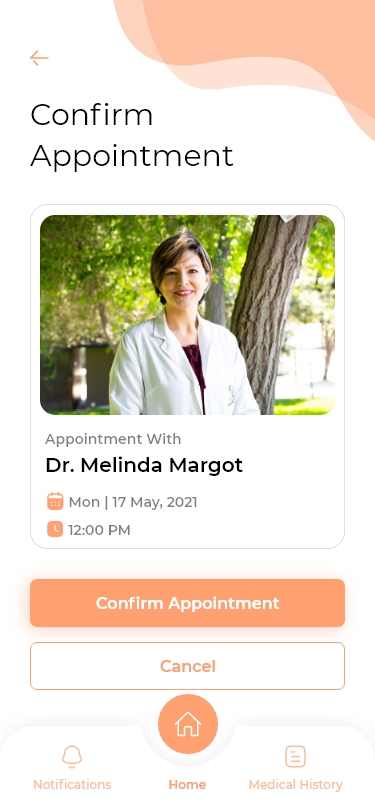 Confirm
Appointment
Appointment With
Dr. Melinda Margot
Mon | 17 May, 2021
12:00 PM
Confirm Appointment
Cancel
Notifications
Home
Medical History